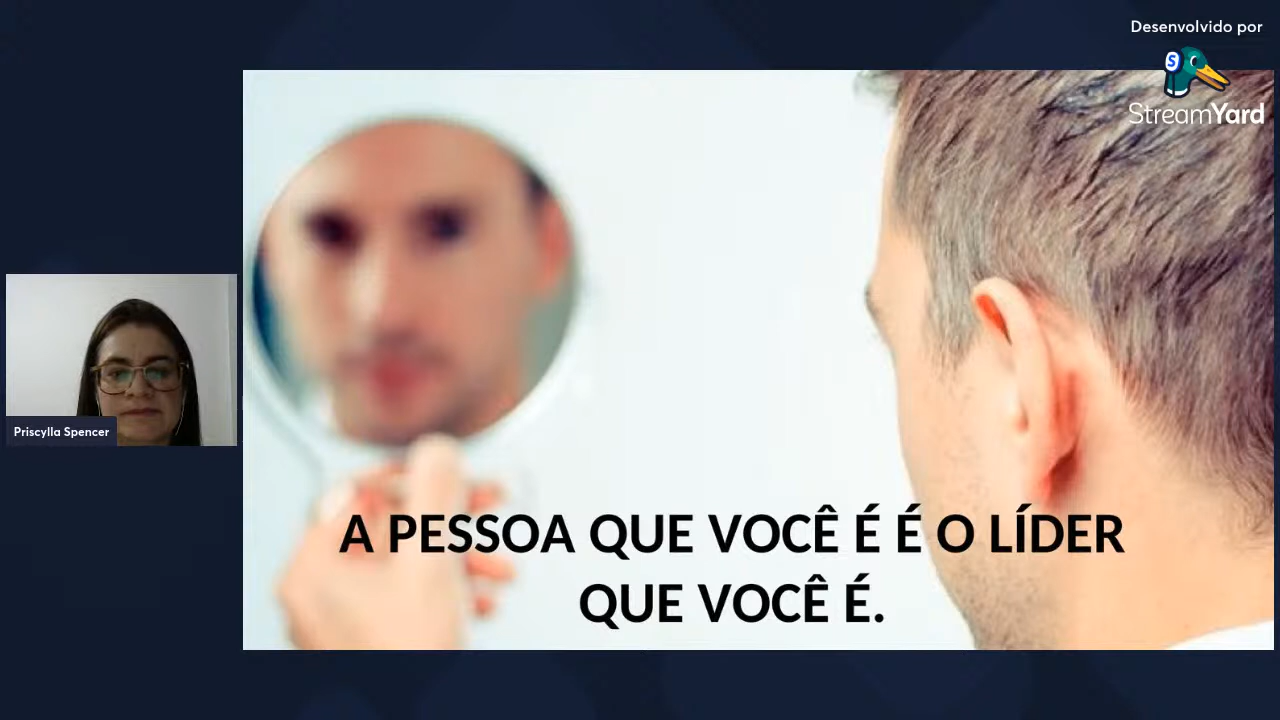 Desenvolvido por
S
StreamYard
Priscylla Spencer
A PESSOA QUE VOCÊ É É O LÍDER
QUE VOCÊ É.